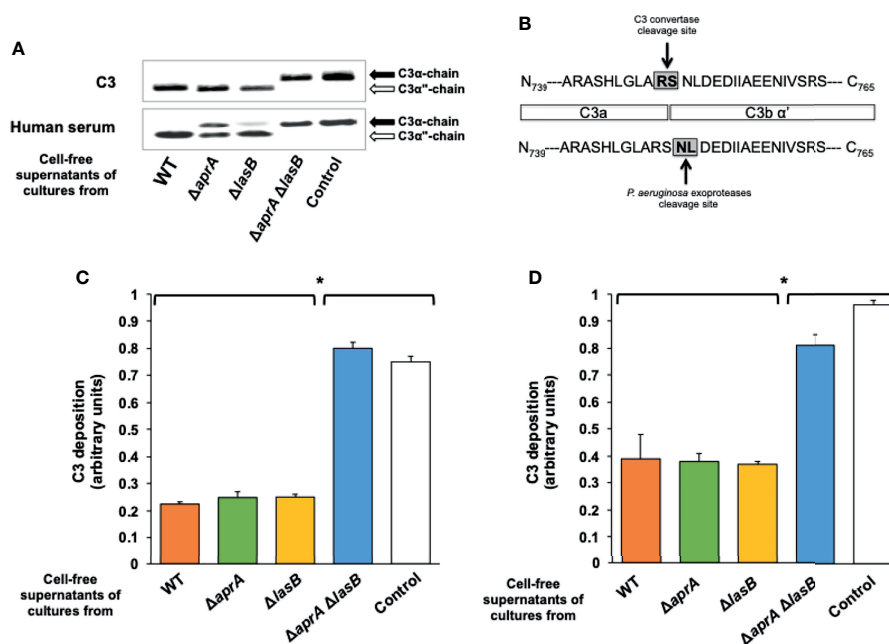 A
C3
C3α-chain
C3α"-chain
Human serum
C3α-chain
C3α"-chain
Cell-free
supernatants of
cultures from
WT
ΔaprA
ΔlasB
ΔaprA ΔlasB
Control
B
C3 convertase
cleavage site
N739---ARASHLGLA RS NLDEDIIAEENIVSRS--- C765
C3a
C3b α'
N739---ARASHLGLARS NL DEDIIAEENIVSRS--- C765
P. aeruginosa exoproteases
cleavage site
C
*
1
0.9
0.8
0.7
0.6
0.5
0.4
0.3
0.2
0.1
0
C3 deposition
(arbitrary units)
Cell-free
supernatants of
cultures from
WT
ΔaprA
ΔlasB
ΔaprA ΔlasB
Control
D
*
1
0.9
0.8
0.7
0.6
0.5
0.4
0.3
0.2
0.1
0
C3 deposition
(arbitrary units)
Cell-free
supernatants of
cultures from
WT
ΔaprA
ΔlasB
ΔaprA ΔlasB
Control